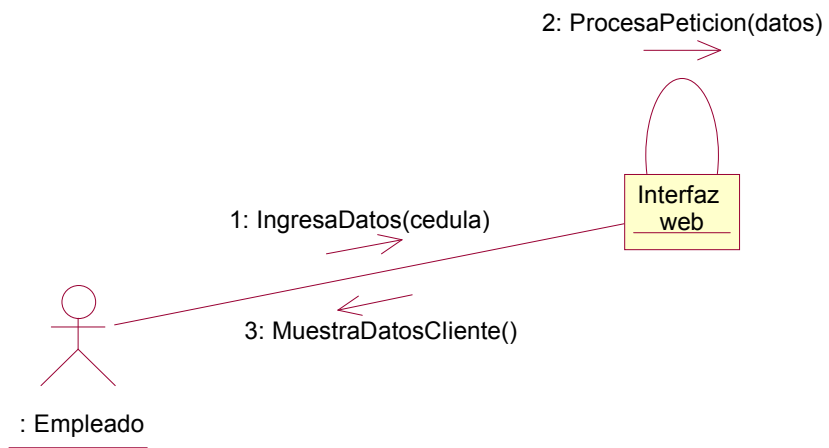 2: ProcesaPeticion(datos)
Interfaz
web
1: IngresaDatos(cedula)
3: MuestraDatosCliente()
: Empleado